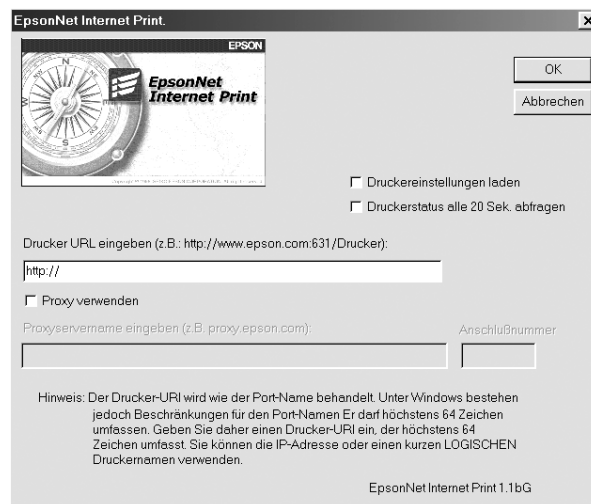 EpsonNet Internet Print.
EPSON
EpsonNet
Internet Print
OK
Abbrechen
Druckereinstellungen laden
Druckerstatus alle 20 Sek. abfragen
Drucker URL eingeben (z.B.: http://www.epson.com:631/Drucker):
http://
Proxy verwenden
Proxyservername eingeben (z.B. proxy.epson.com):
Anschlußnummer
Hinweis: Der Drucker-URI wird wie der Port-Name behandelt. Unter Windows bestehen
jedoch Beschränkungen für den Port-Namen Er darf höchstens 64 Zeichen
umfassen. Geben Sie daher einen Drucker-URI ein, der höchstens 64
Zeichen umfasst. Sie können die IP-Adresse oder einen kurzen LOGISCHEN
Druckernamen verwenden.
EpsonNet Internet Print 1.1bG